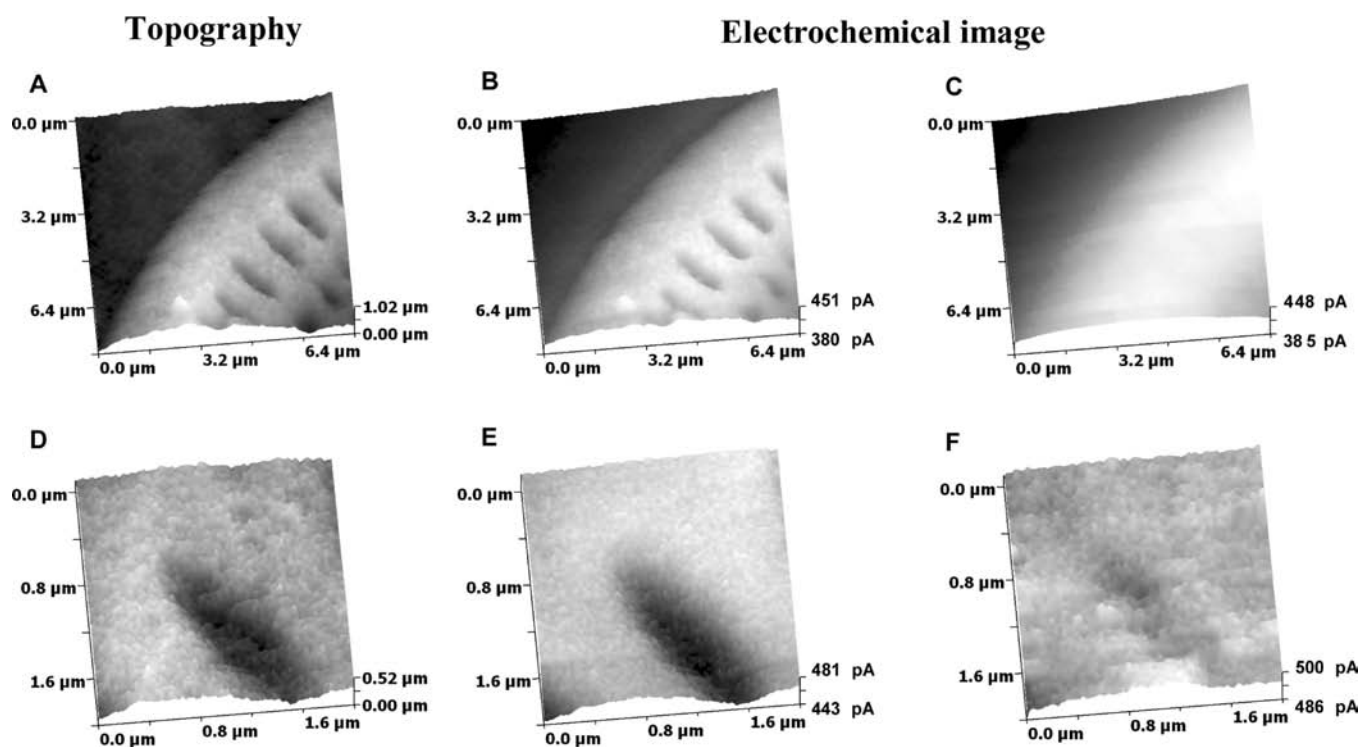 Topography
Electrochemical image
A
0.0 µm
3.2 µm
6.4 µm
1.02 µm
0.00 µm
0.0 µm
3.2 µm
6.4 µm
B
0.0 µm
3.2 µm
6.4 µm
451 pA
380 pA
0.0 µm
3.2 µm
6.4 µm
C
0.0 µm
3.2 µm
6.4 µm
448 pA
385 pA
0.0 µm
3.2 µm
6.4 µm
D
0.0 µm
0.8 µm
1.6 µm
0.52 µm
0.00 µm
0.0 µm
0.8 µm
1.6 µm
E
0.0 µm
0.8 µm
1.6 µm
481 pA
443 pA
0.0 µm
0.8 µm
1.6 µm
F
0.0 µm
0.8 µm
1.6 µm
500 pA
486 pA
0.0 µm
0.8 µm
1.6 µm